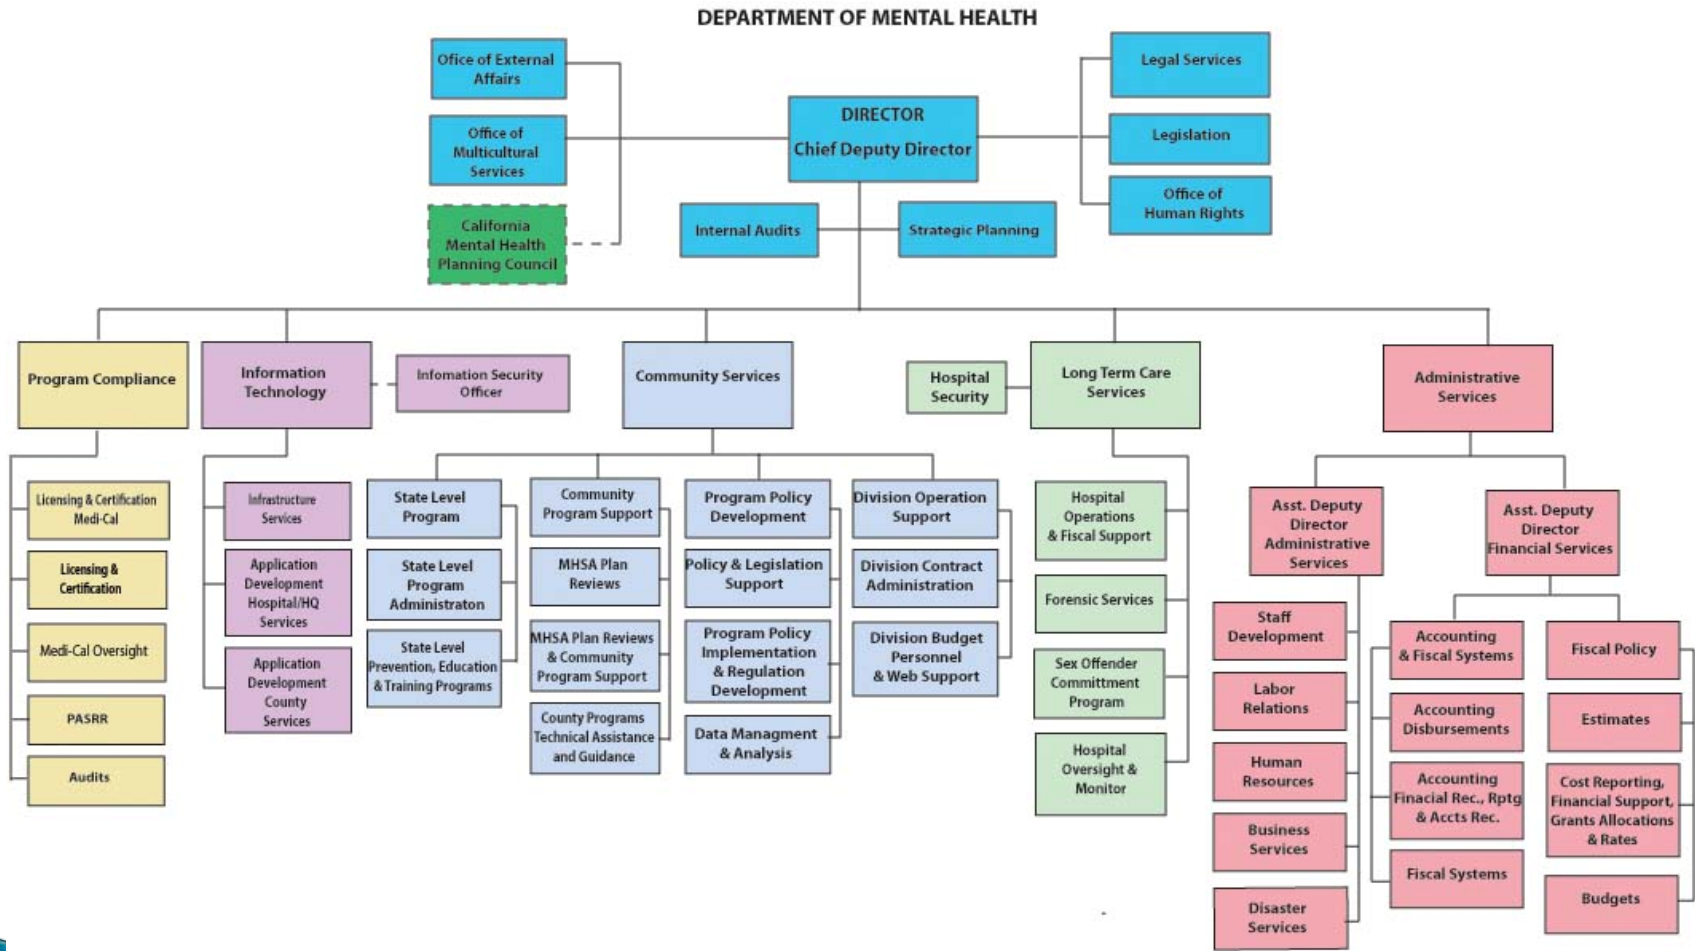 DEPARTMENT OF MENTAL HEALTH
Ofice of External
Affairs
Office of
Multicultural
Services
California
Mental Health
Planning Council
DIRECTOR
Chief Deputy Director
Internal Audits
Strategic Planning
Legal Services
Legislation
Office of
Human Rights
Program Compliance
Information
Technology
Infomation Security
Officer
Community Services
Hospital
Security
Long Term Care
Services
Administrative
Services
Licensing & Certification
Medi-Cal
Licensing &
Certification
Medi-Cal Oversight
PASRR
Audits
Infrastructure
Services
Application
Development
Hospital/HQ
Services
Application
Development
County
Services
State Level
Program
State Level
Program
Administraton
State Level
Prevention, Education
& Training Programs
Community
Program Support
MHSA Plan
Reviews
MHSA Plan Reviews
& Community
Program Support
County Programs
Technical Assistance
and Guidance
Program Policy
Development
Policy & Legislation
Support
Program Policy
Implementation
& Regulation
Development
Data Managment
& Analysis
Division Operation
Support
Division Contract
Administration
Division Budget
Personnel
& Web Support
Hospital
Operations
& Fiscal Support
Forensic Services
Sex Offender
Committment
Program
Hospital
Oversight &
Monitor
Asst. Deputy
Director
Administrative
Services
Staff
Development
Labor
Relations
Human
Resources
Business
Services
Disaster
Services
Asst. Deputy
Director
Financial Services
Accounting
& Fiscal Systems
Accounting
Disbursements
Accounting
Finacial Rec., Rptg
& Accts Rec.
Fiscal Systems
Fiscal Policy
Estimates
Cost Reporting,
Financial Support,
Grants Allocations
& Rates
Budgets